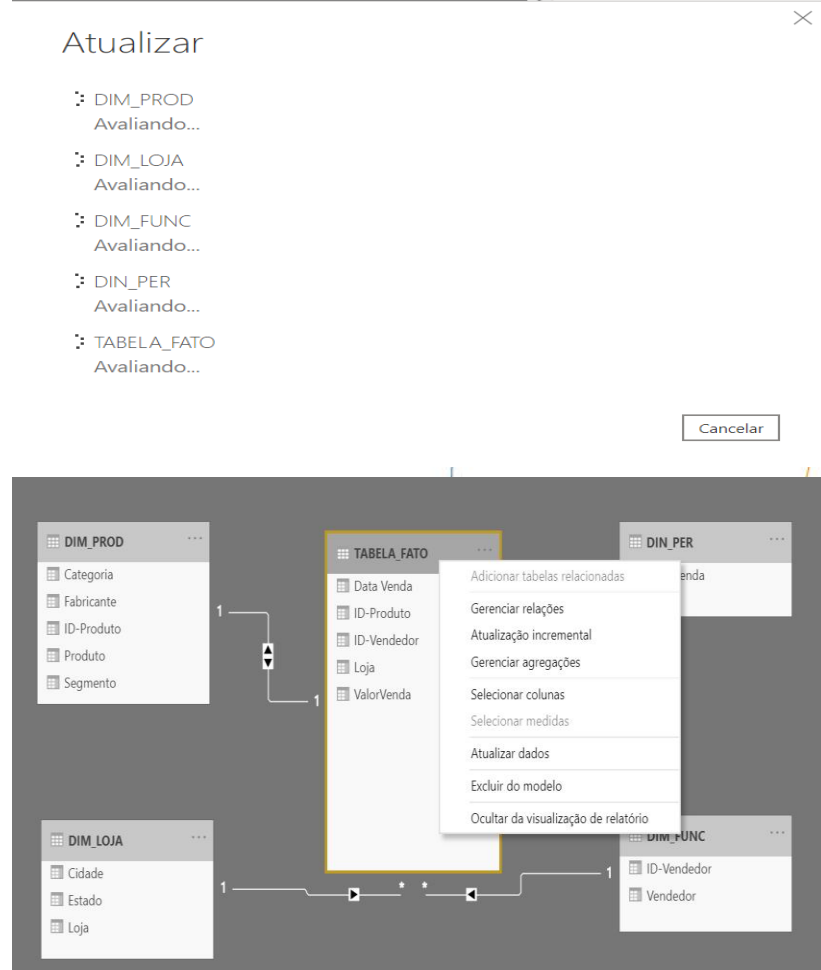 Atualizar
DIM_PROD
Avaliando...
DIM_LOJA
Avaliando...
DIM_FUNC
Avaliando...
DIN_PER
Avaliando...
TABELA_FATO
Avaliando...
Cancelar
DIM_PROD
Categoria
Fabricante
ID-Produto
Produto
Segmento
1
1
TABELA_FATO
Data Venda
ID-Produto
ID-Vendedor
Loja
ValorVenda
DIN_PER
enda
Adicionar tabelas relacionadas
Gerenciar relações
Atualização incremental
Gerenciar agregações
Selecionar colunas
Selecionar medidas
Atualizar dados
Excluir do modelo
Ocultar da visualização de relatório
DIM_LOJA
Cidade
Estado
Loja
1
* *
1
DIM_FUNC
ID-Vendedor
Vendedor